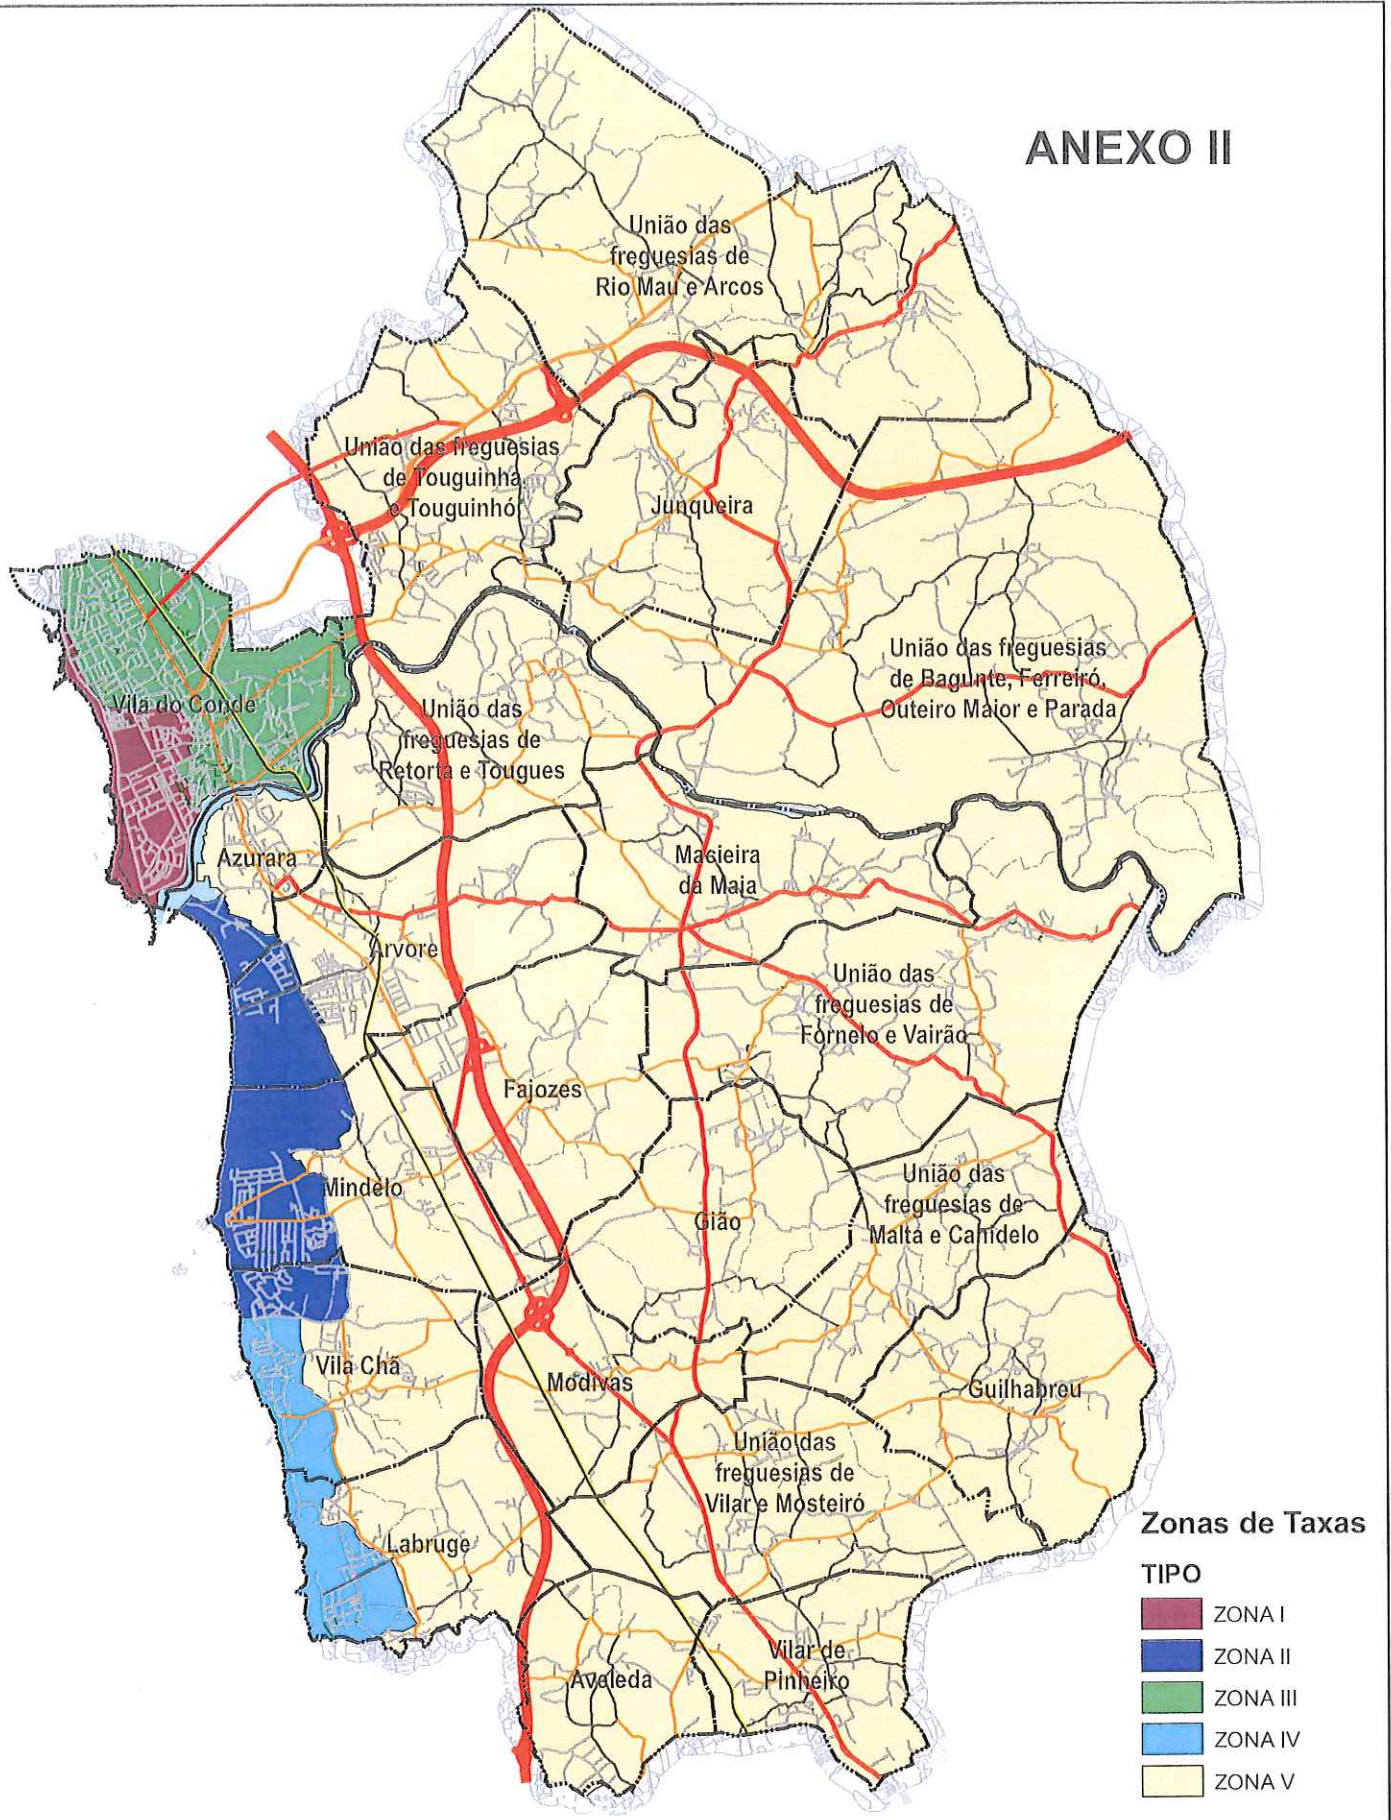 ANEXO II
União das
freguesias de
Rio Mau e Arcos
União das freguesias
de Touguinha
e Touguinhó
Junqueira
União das freguesias
de Bagunte, Ferreiró,
Outeiro Maior e Parada
Vila do Conde
União das
freguesias de
Retorta e Tougues
Azurara
Macieira
da Maia
Árvore
União das
freguesias de
Fornelo e Vairão
Fajozes
Mindelo
Gião
União das
freguesias de
Malta e Canidelo
Vila Chã
Modivas
Guilhabreu
União das
freguesias de
Vilar e Mosteiró
Labruge
Aveleda
Vilar de
Pinheiro
Zonas de Taxas
TIPO
ZONA I
ZONA II
ZONA III
ZONA IV
ZONA V